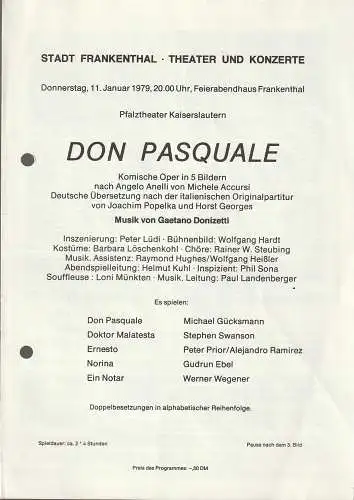 STADT FRANKENTHAL · THEATER UND KONZERTE
Donnerstag, 11. Januar 1979, 20.00 Uhr, Feierabendhaus Frankenthal
Pfalztheater Kaiserslautern
DON PASQUALE
Komische Oper in 5 Bildern
nach Angelo Anelli von Michele Accursi
Deutsche Übersetzung nach der italienischen Originalpartitur
von Joachim Popelka und Horst Georges
Musik von Gaetano Donizetti
Inszenierung: Peter Lüdi · Bühnenbild: Wolfgang Hardt
Kostüme: Barbara Löschenkohl · Chöre: Rainer W. Steubing
Musik. Assistenz: Raymond Hughes/Wolfgang Heißler
Abendspielleitung: Helmut Kuhl · Inspizient: Phil Sona
Souffleuse : Loni Münkten · Musik. Leitung: Paul Landenberger
Es spielen:
Don Pasquale Michael Gücksmann
Doktor Malatesta Stephen Swanson
Ernesto Peter Prior/Alejandro Ramirez
Norina Gudrun Ebel
Ein Notar Werner Wegener
Doppelbesetzungen in alphabetischer Reihenfolge.
Spieldauer: ca. 2 Stunden Pause nach dem 3. Bild
Preis des Programmes –,80 DM